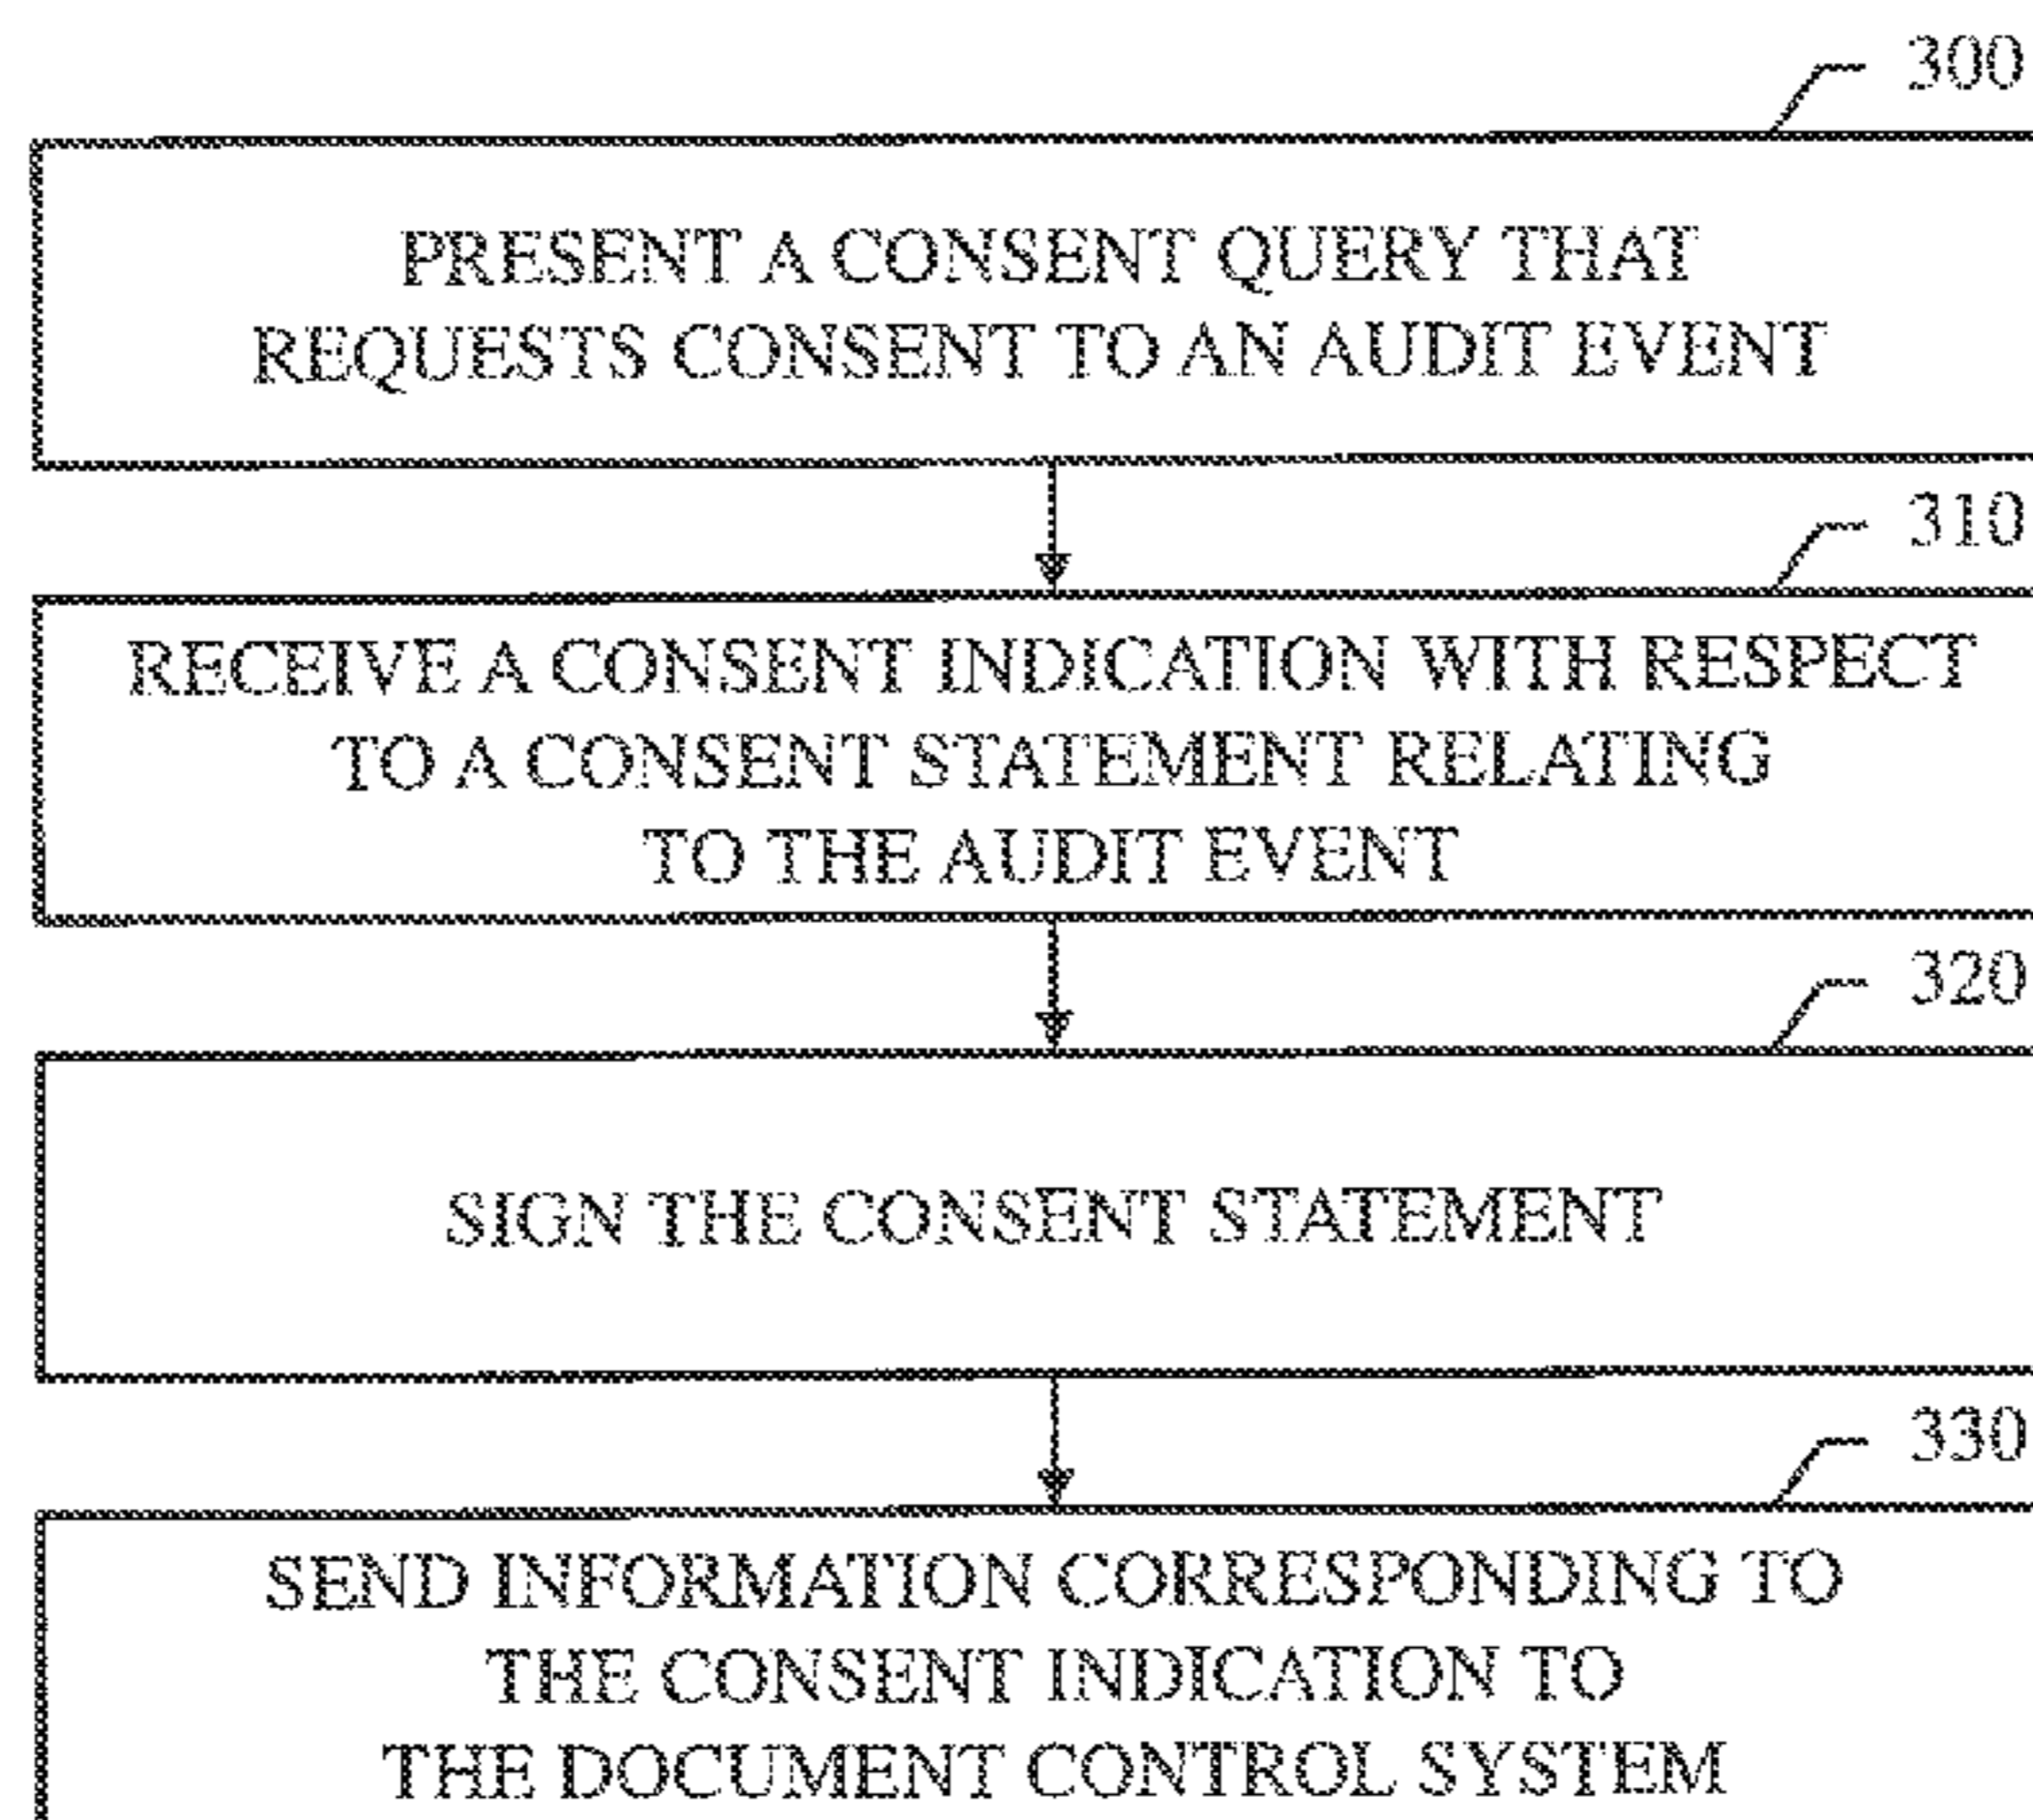 300
PRESENT A CONSENT QUERY THAT
REQUESTS CONSENT TO AN AUDIT EVENT
310
RECEIVE A CONSENT INDICATION WITH RESPECT
TO A CONSENT STATEMENT RELATING
TO THE AUDIT EVENT
320
SIGN THE CONSENT STATEMENT
330
SEND INFORMATION CORRESPONDING TO
THE CONSENT INDICATION TO
THE DOCUMENT CONTROL SYSTEM